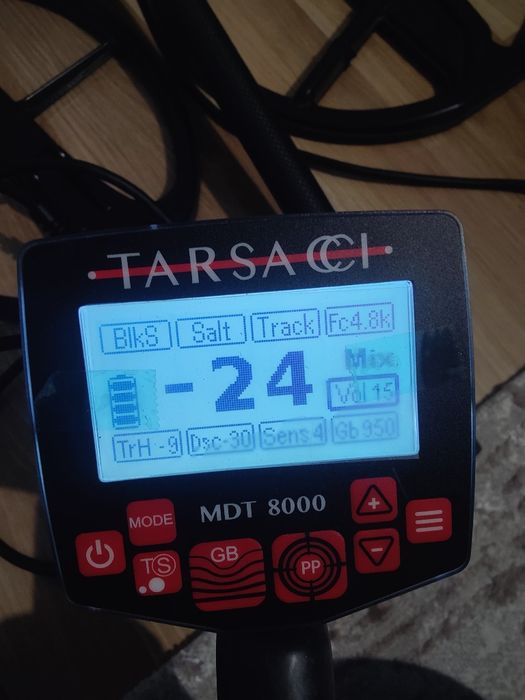 TARSACCI
BlkS Salt Track Fc4.8k
-24
Mix
Vol 15
TrH -9 Dsc-30 Sens 4 Gb 950
MDT 8000
MODE
TS
GB
PP
+
-